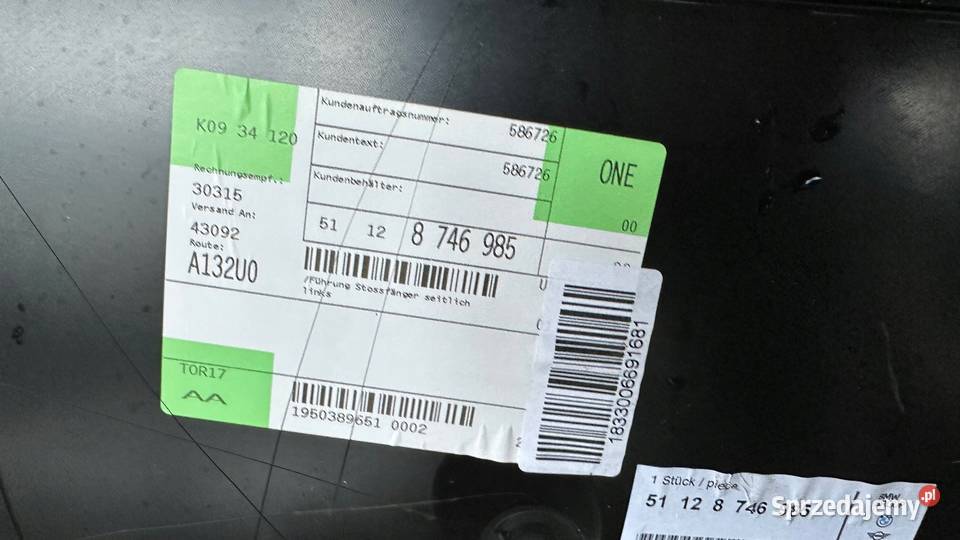 K09 34 120
Rechnungsempf.:
30315
Versand An:
43092
Route:
A132U0
Kundenauftragsnummer:
586726
Kundentext:
586726
Kundenbehälter:
ONE
00
51 12 8 746 985
/Führung Stossfänger seitlich
links
TOR17
AA
1950389651 0002
1833006691681
1 Stück / piece
51 12 8 746 985
BMW
Sprzedajemy.pl